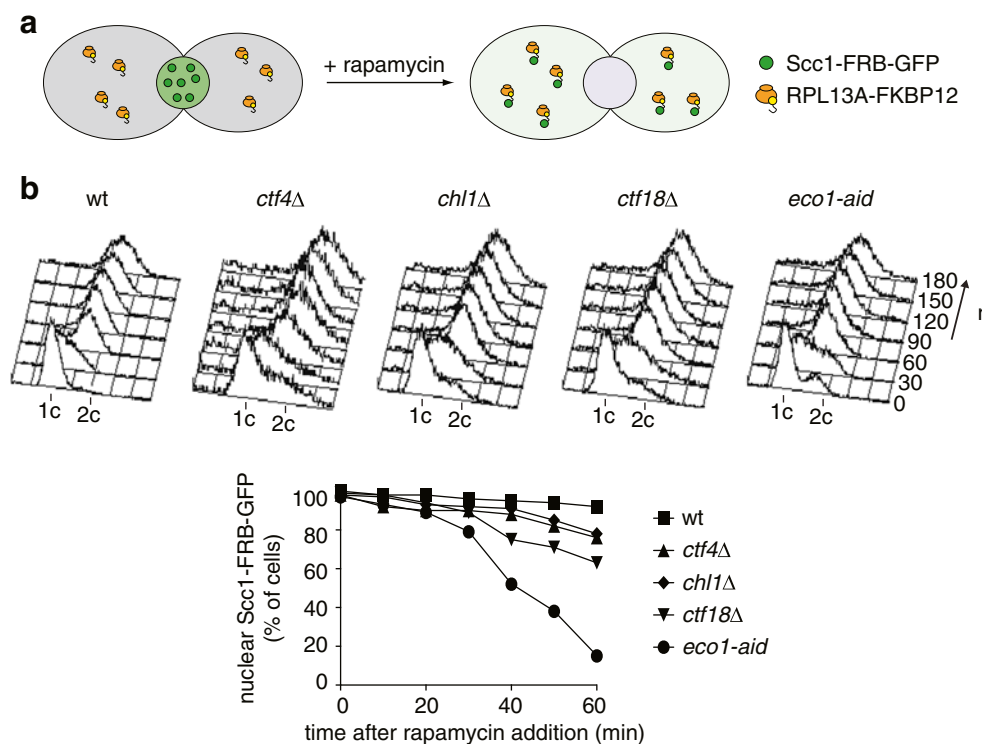 a
+ rapamycin
Scc1-FRB-GFP
RPL13A-FKBP12
b
wt
ctf4Δ
chl1Δ
ctf18Δ
eco1-aid
180
150
120
90
60
30
0
1c 2c
1c 2c
1c 2c
1c 2c
1c 2c
nuclear Scc1-FRB-GFP
(% of cells)
100
80
60
40
20
0
0 20 40 60
time after rapamycin addition (min)
wt
ctf4Δ
chl1Δ
ctf18Δ
eco1-aid